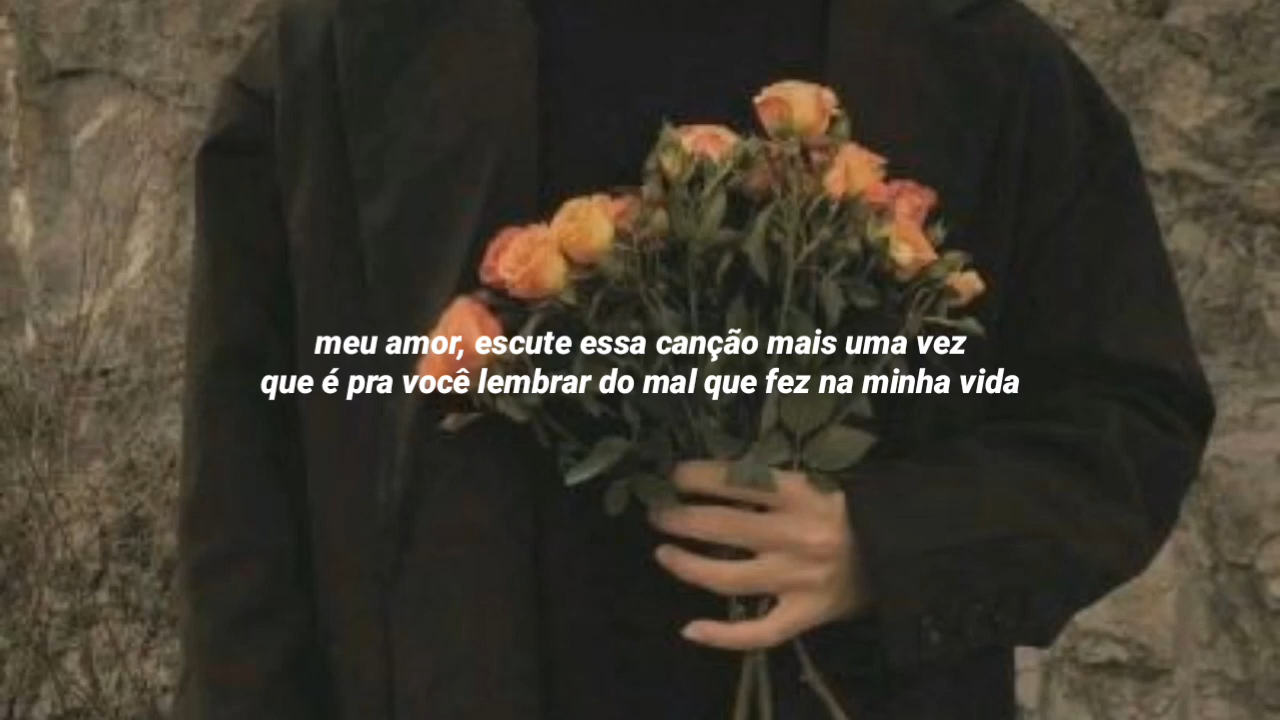 meu amor, escute essa canção mais uma vez
que é pra você lembrar do mal que fez na minha vida